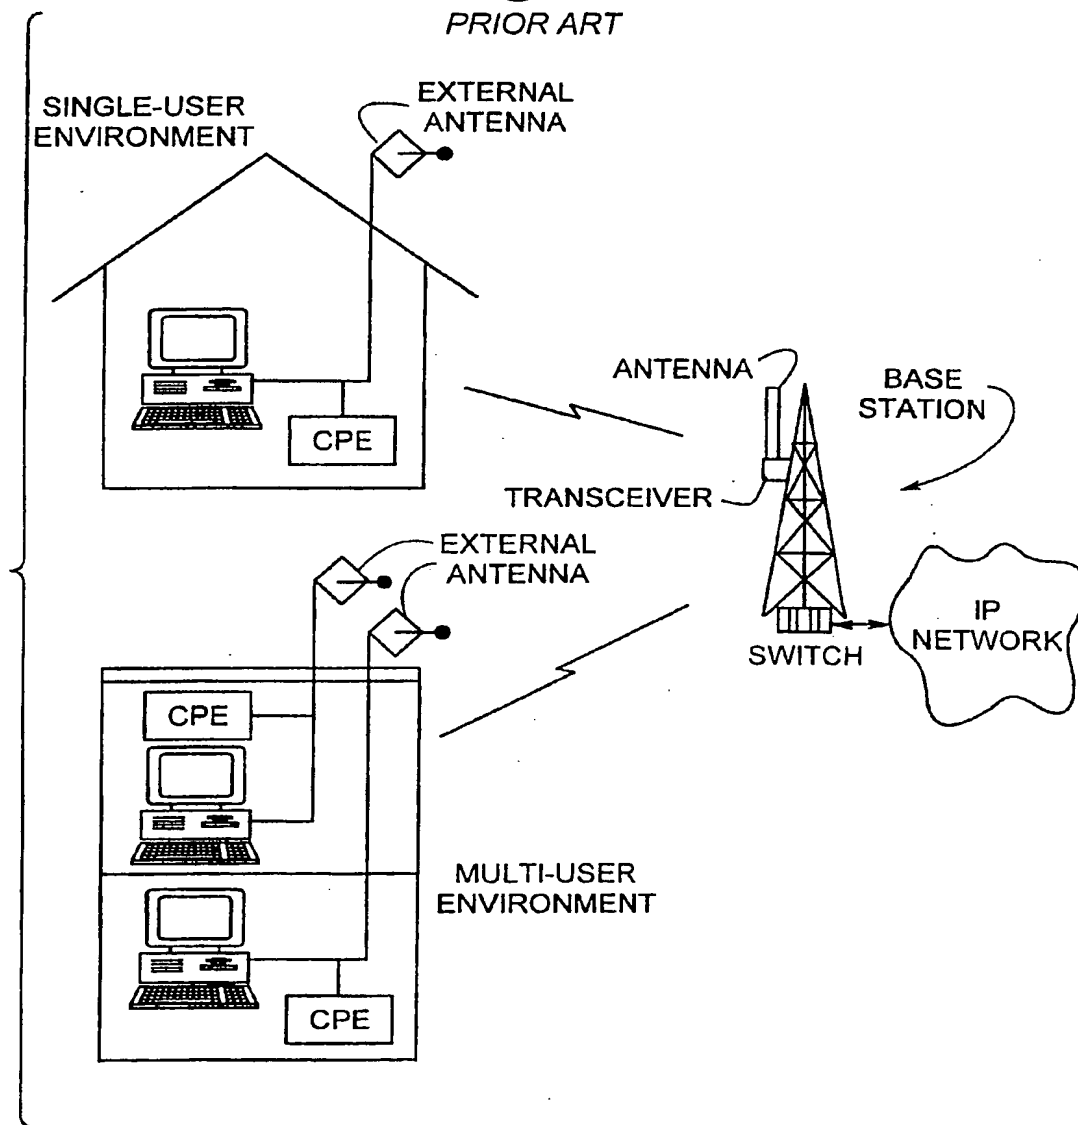 PRIOR ART
SINGLE-USER
ENVIRONMENT
EXTERNAL
ANTENNA
CPE
ANTENNA
BASE
STATION
TRANSCEIVER
EXTERNAL
ANTENNA
IP
NETWORK
SWITCH
CPE
MULTI-USER
ENVIRONMENT
CPE